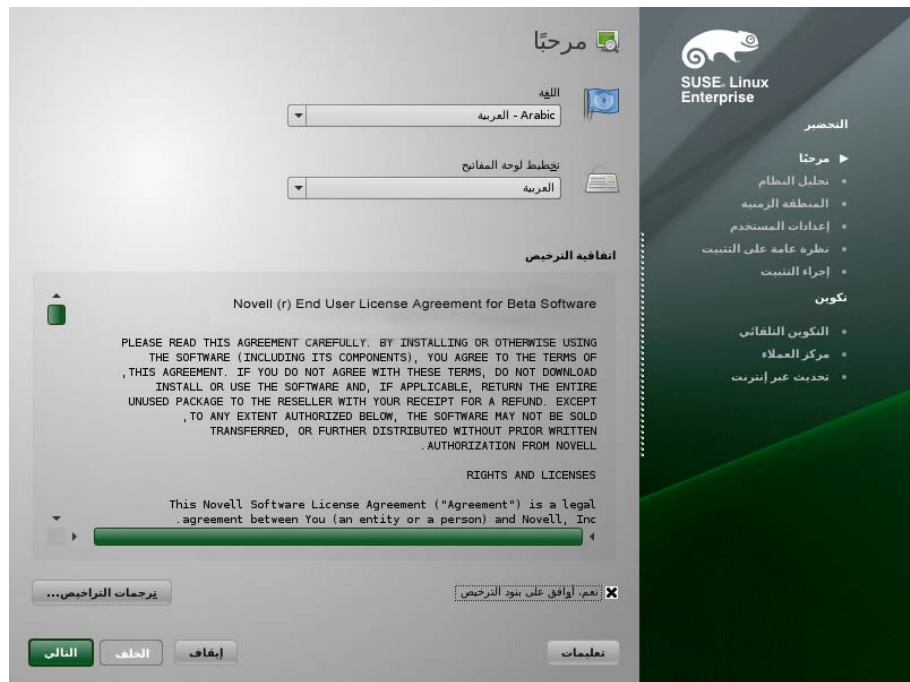 مرحبًا
اللغة
العربية - Arabic
تخطيط لوحة المفاتيح
العربية
اتفاقية الترخيص
Novell (r) End User License Agreement for Beta Software
PLEASE READ THIS AGREEMENT CAREFULLY. BY INSTALLING OR OTHERWISE USING
THE SOFTWARE (INCLUDING ITS COMPONENTS), YOU AGREE TO THE TERMS OF
,THIS AGREEMENT. IF YOU DO NOT AGREE WITH THESE TERMS, DO NOT DOWNLOAD
INSTALL OR USE THE SOFTWARE AND, IF APPLICABLE, RETURN THE ENTIRE
UNUSED PACKAGE TO THE RESELLER WITH YOUR RECEIPT FOR A REFUND. EXCEPT
,TO ANY EXTENT AUTHORIZED BELOW, THE SOFTWARE MAY NOT BE SOLD
TRANSFERRED, OR FURTHER DISTRIBUTED WITHOUT PRIOR WRITTEN
.AUTHORIZATION FROM NOVELL
RIGHTS AND LICENSES
This Novell Software License Agreement ("Agreement") is a legal
.agreement between You (an entity or a person) and Novell, Inc
نعم، أوافق على بنود الترخيص
ترجمات التراخيص...
تعليمات
إيقاف
الخلف
التالي
SUSE. Linux
Enterprise
التحضير
مرحبًا
تحليل النظام
المنطقة الزمنية
إعدادات المستخدم
نظرة عامة على التثبيت
إجراء التثبيت
تكوين
التكوين التلقائي
مركز العملاء
تحديث عبر إنترنت